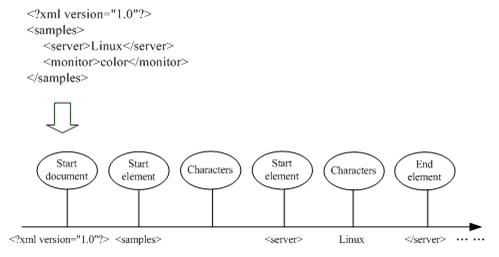 <?xml version="1.0"?>
<samples>
<server>Linux</server>
<monitor>color</monitor>
</samples>
Start document
Start element
Characters
Start element
Characters
End element
<?xml version="1.0"?> <samples> <server> Linux </server> ... ...